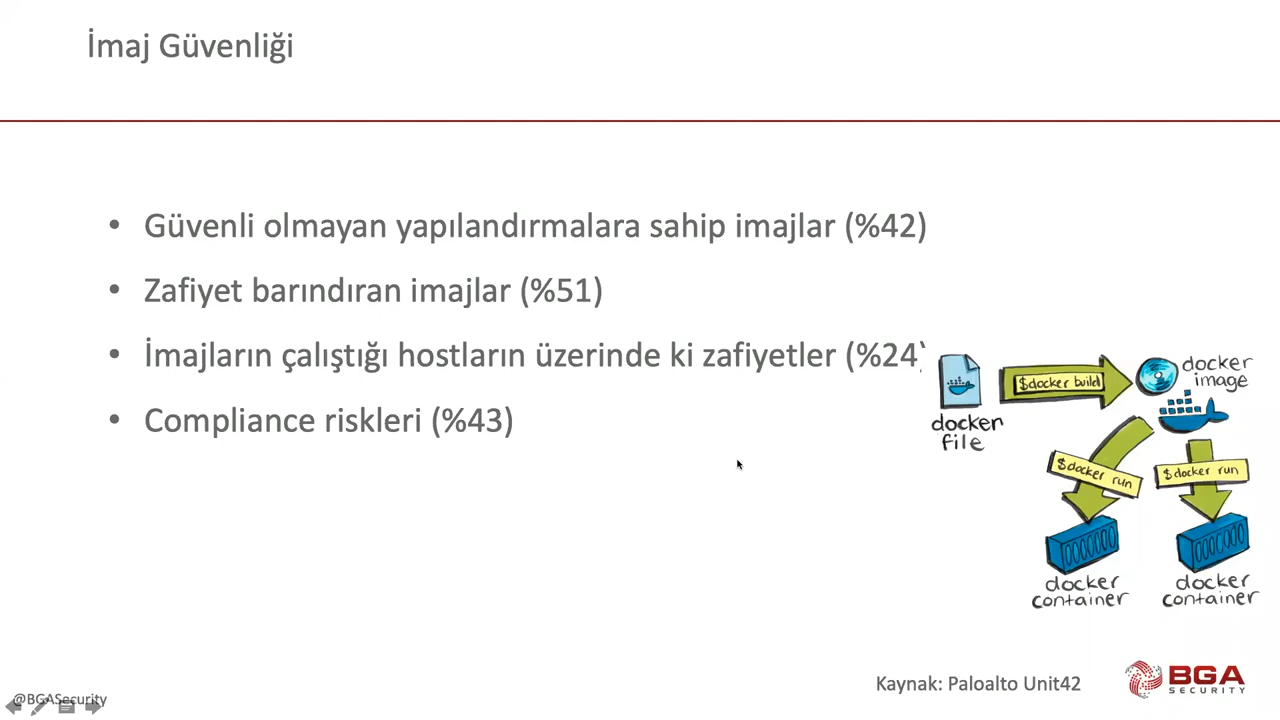 İmaj Güvenliği
• Güvenli olmayan yapılandırmalara sahip imajlar (%42)
• Zafiyet barındıran imajlar (%51)
• İmajların çalıştığı hostların üzerinde ki zafiyetler (%24)
• Compliance riskleri (%43)
docker
file
$docker build
docker
image
$docker run
$docker run
docker
container
docker
container
Kaynak: Paloalto Unit42
BGA
SECURITY
@BGASecurity